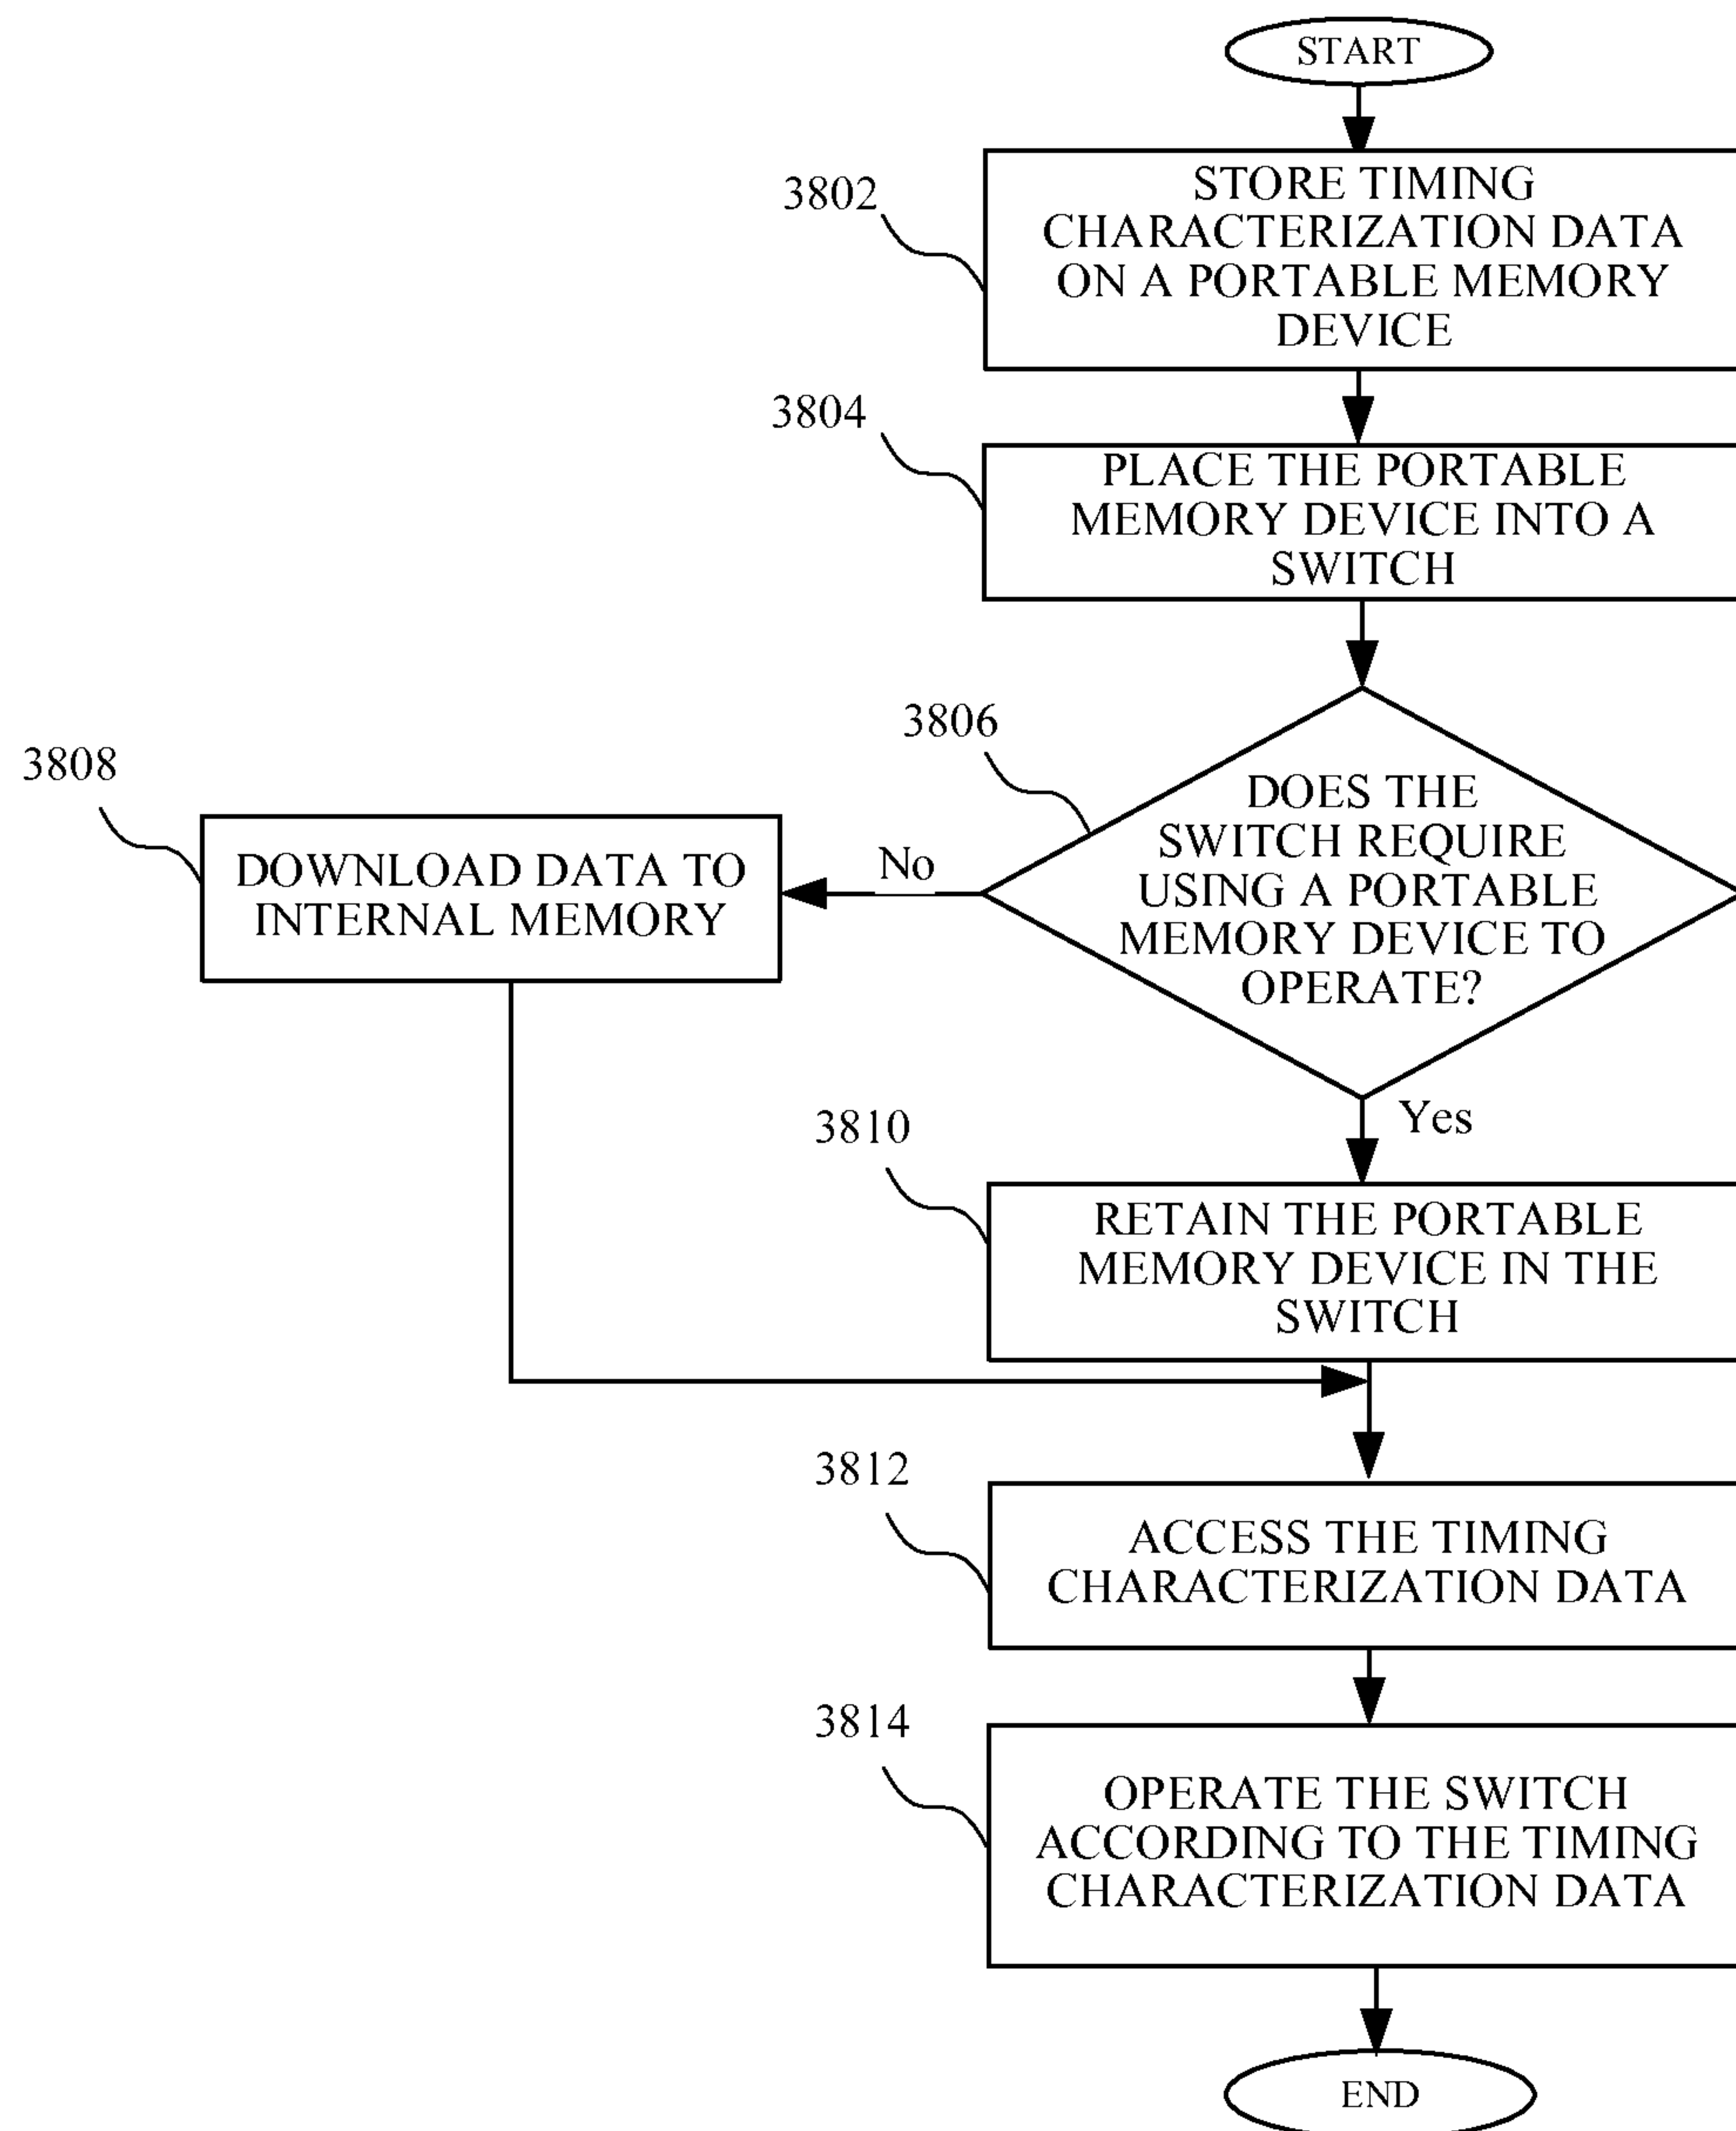 START
3802
STORE TIMING
CHARACTERIZATION DATA
ON A PORTABLE MEMORY
DEVICE
3804
PLACE THE PORTABLE
MEMORY DEVICE INTO A
SWITCH
3806
DOES THE
SWITCH REQUIRE
USING A PORTABLE
MEMORY DEVICE TO
OPERATE?
3808
No
DOWNLOAD DATA TO
INTERNAL MEMORY
Yes
3810
RETAIN THE PORTABLE
MEMORY DEVICE IN THE
SWITCH
3812
ACCESS THE TIMING
CHARACTERIZATION DATA
3814
OPERATE THE SWITCH
ACCORDING TO THE TIMING
CHARACTERIZATION DATA
END